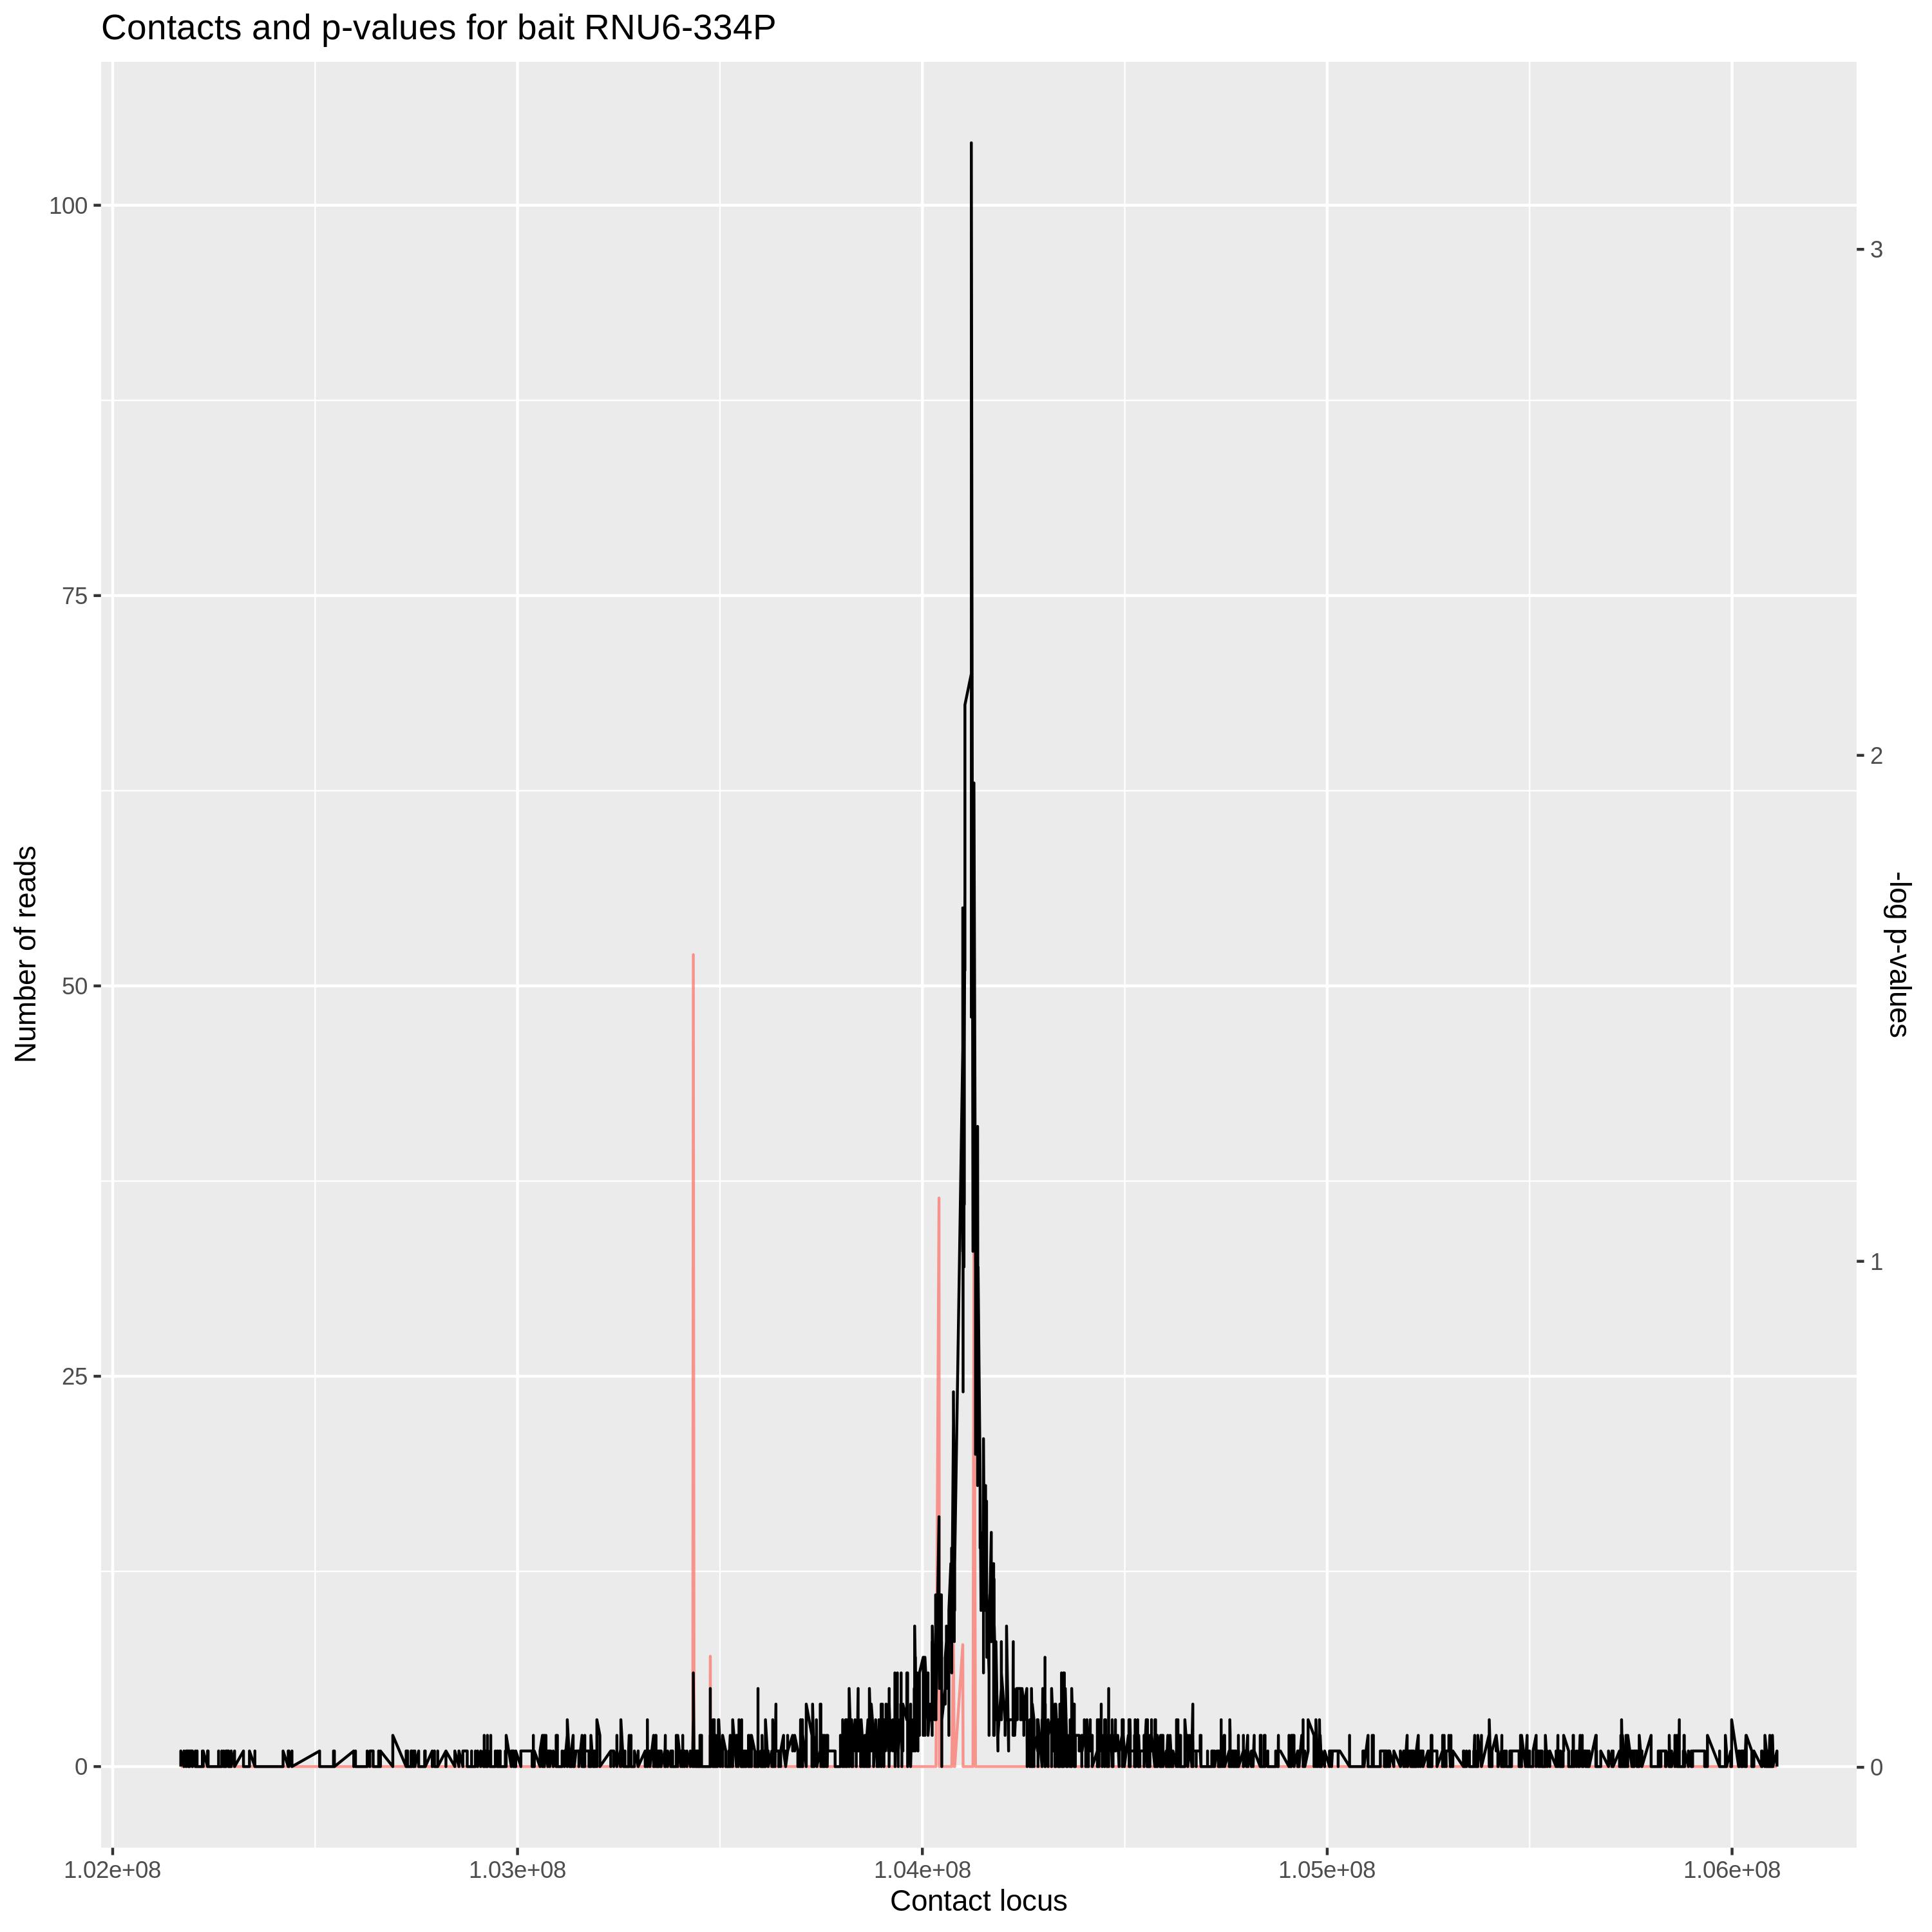 Contacts and p-values for bait RNU6-334P
100
75
50
25
0
Number of reads
3
2
1
0
-log p-values
1.02e+08
1.03e+08
1.04e+08
1.05e+08
1.06e+08
Contact locus